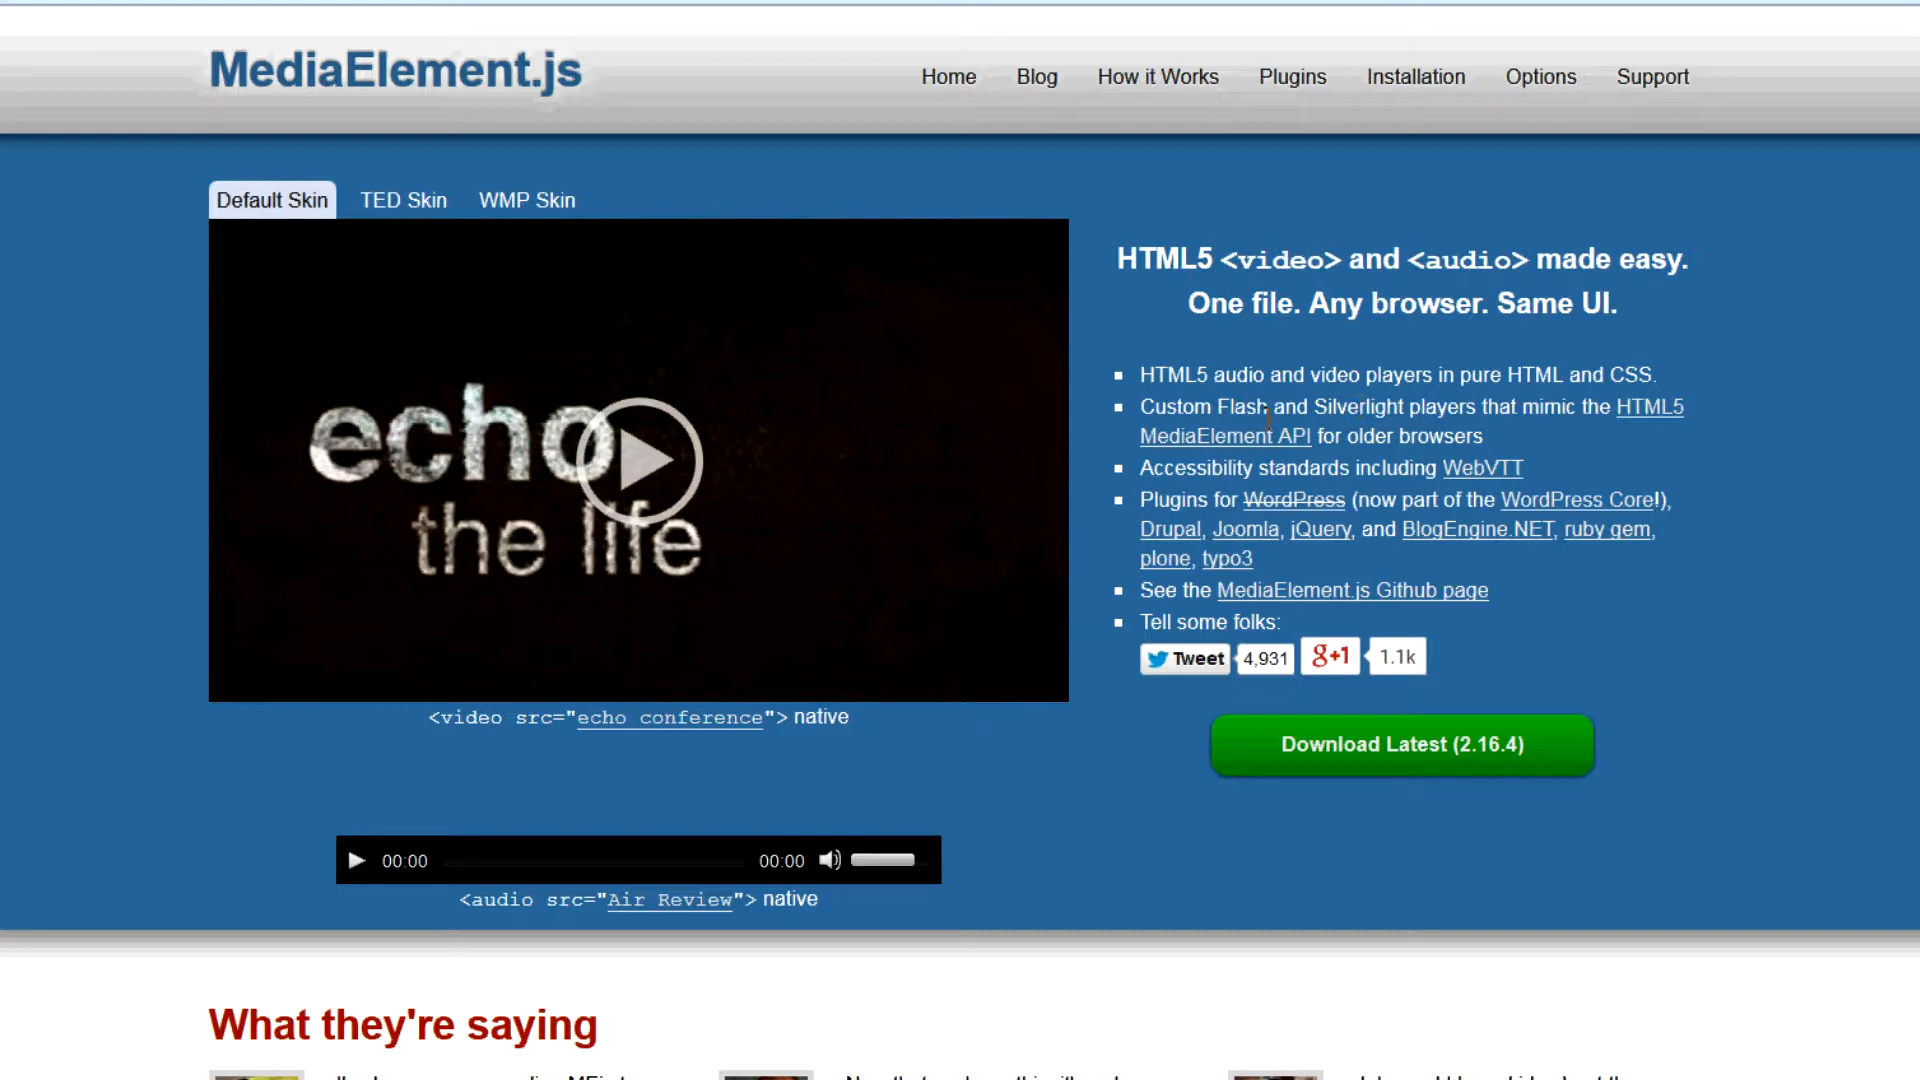 MediaElement.js
Home Blog How it Works Plugins Installation Options Support
Default Skin TED Skin WMP Skin
echo
the life
<video src="echo conference"> native
00:00 00:00
<audio src="Air Review"> native
HTML5 <video> and <audio> made easy.
One file. Any browser. Same UI.
HTML5 audio and video players in pure HTML and CSS.
Custom Flash and Silverlight players that mimic the HTML5
MediaElement API for older browsers
Accessibility standards including WebVTT
Plugins for WordPress (now part of the WordPress Core!),
Drupal, Joomla, jQuery, and BlogEngine.NET, ruby gem,
plone, typo3
See the MediaElement.js Github page
Tell some folks:
Tweet 4,931 g+1 1.1k
Download Latest (2.16.4)
What they're saying